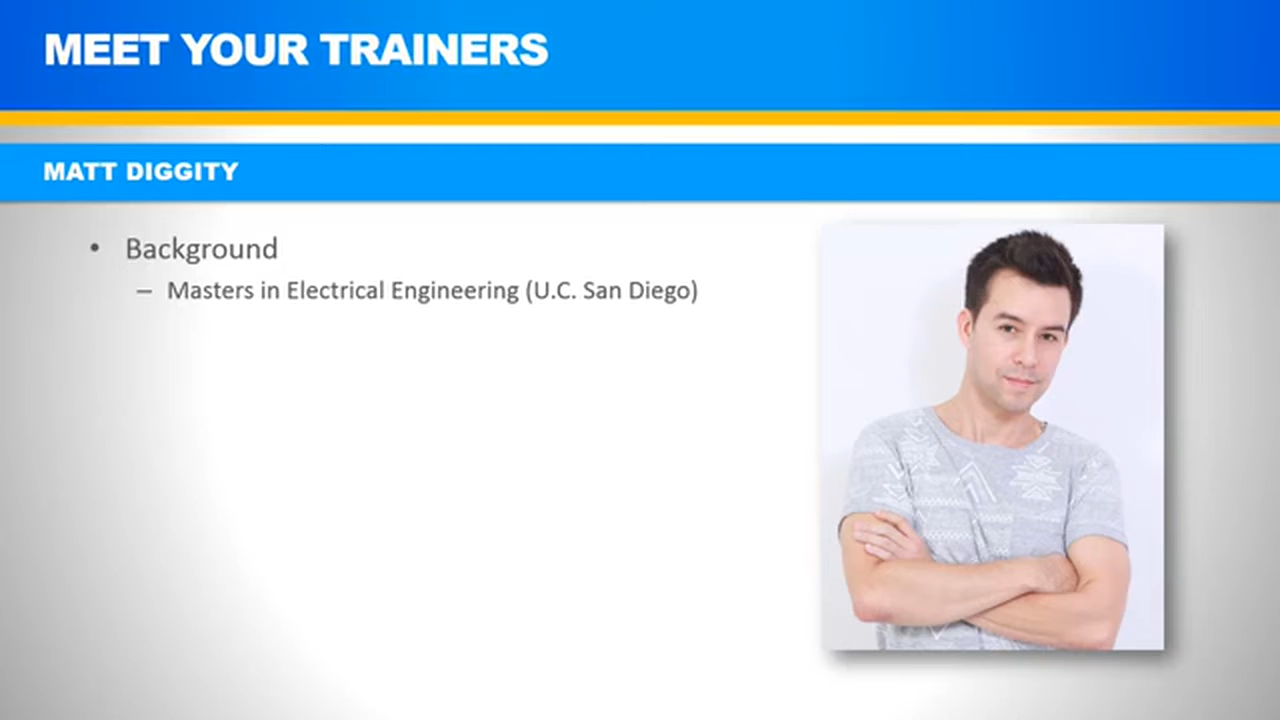 MEET YOUR TRAINERS
MATT DIGGITY
• Background
– Masters in Electrical Engineering (U.C. San Diego)